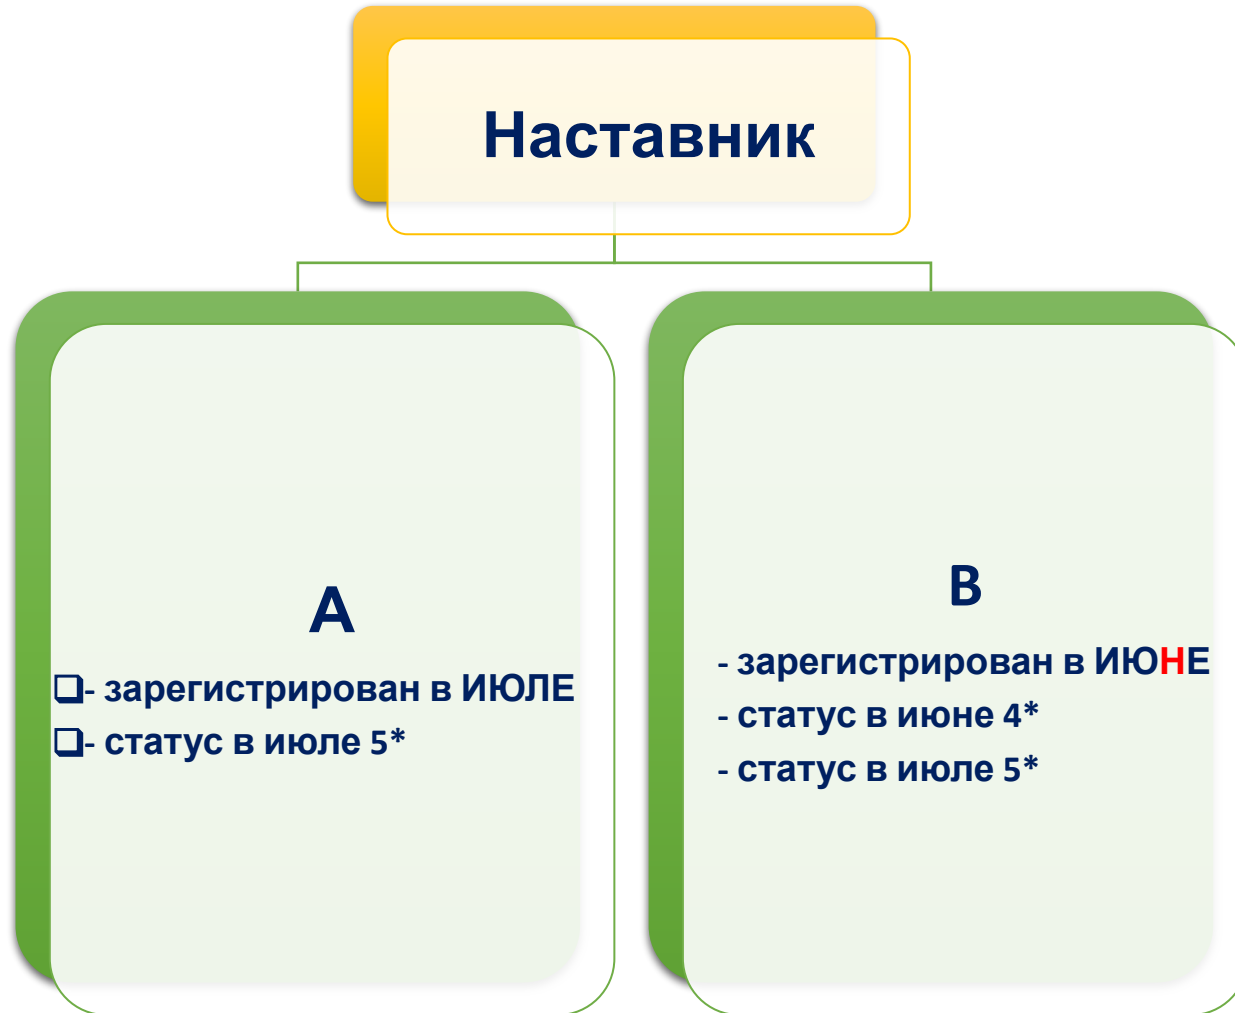 Наставник
А
❑- зарегистрирован в ИЮЛЕ
❑- статус в июле 5*
В
- зарегистрирован в ИЮНЕ
- статус в июне 4*
- статус в июле 5*